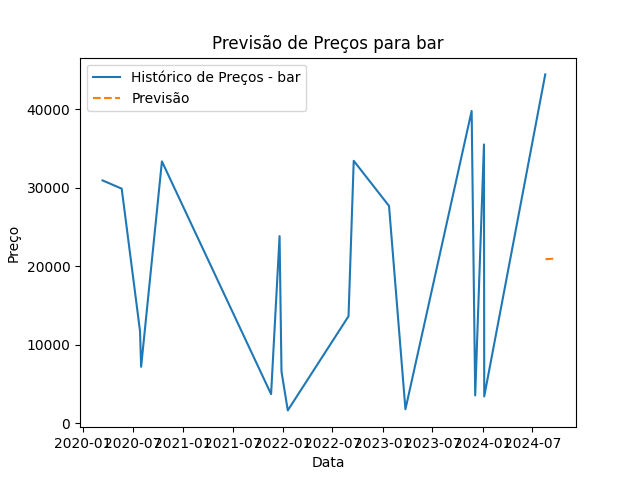 Previsão de Preços para bar
Histórico de Preços - bar
Previsão
40000
30000
20000
10000
0
Preço
2020-01 2020-07 2021-01 2021-07 2022-01 2022-07 2023-01 2023-07 2024-01 2024-07
Data